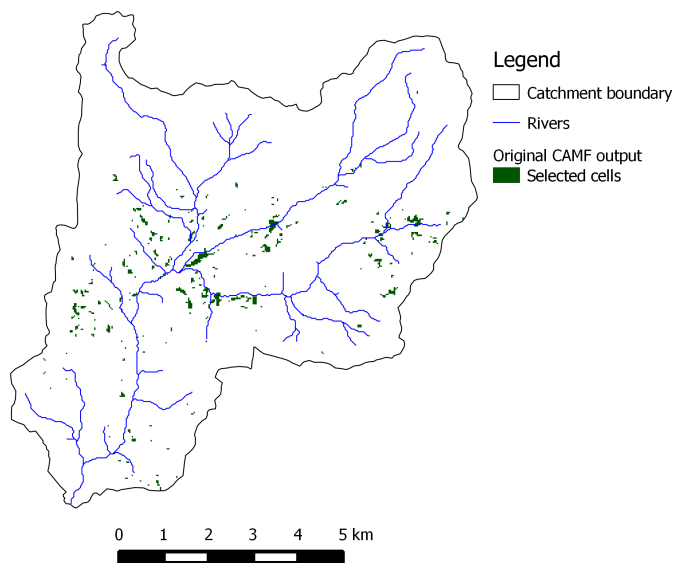 Legend
Catchment boundary
Rivers
Original CAMF output
Selected cells
0 1 2 3 4 5 km